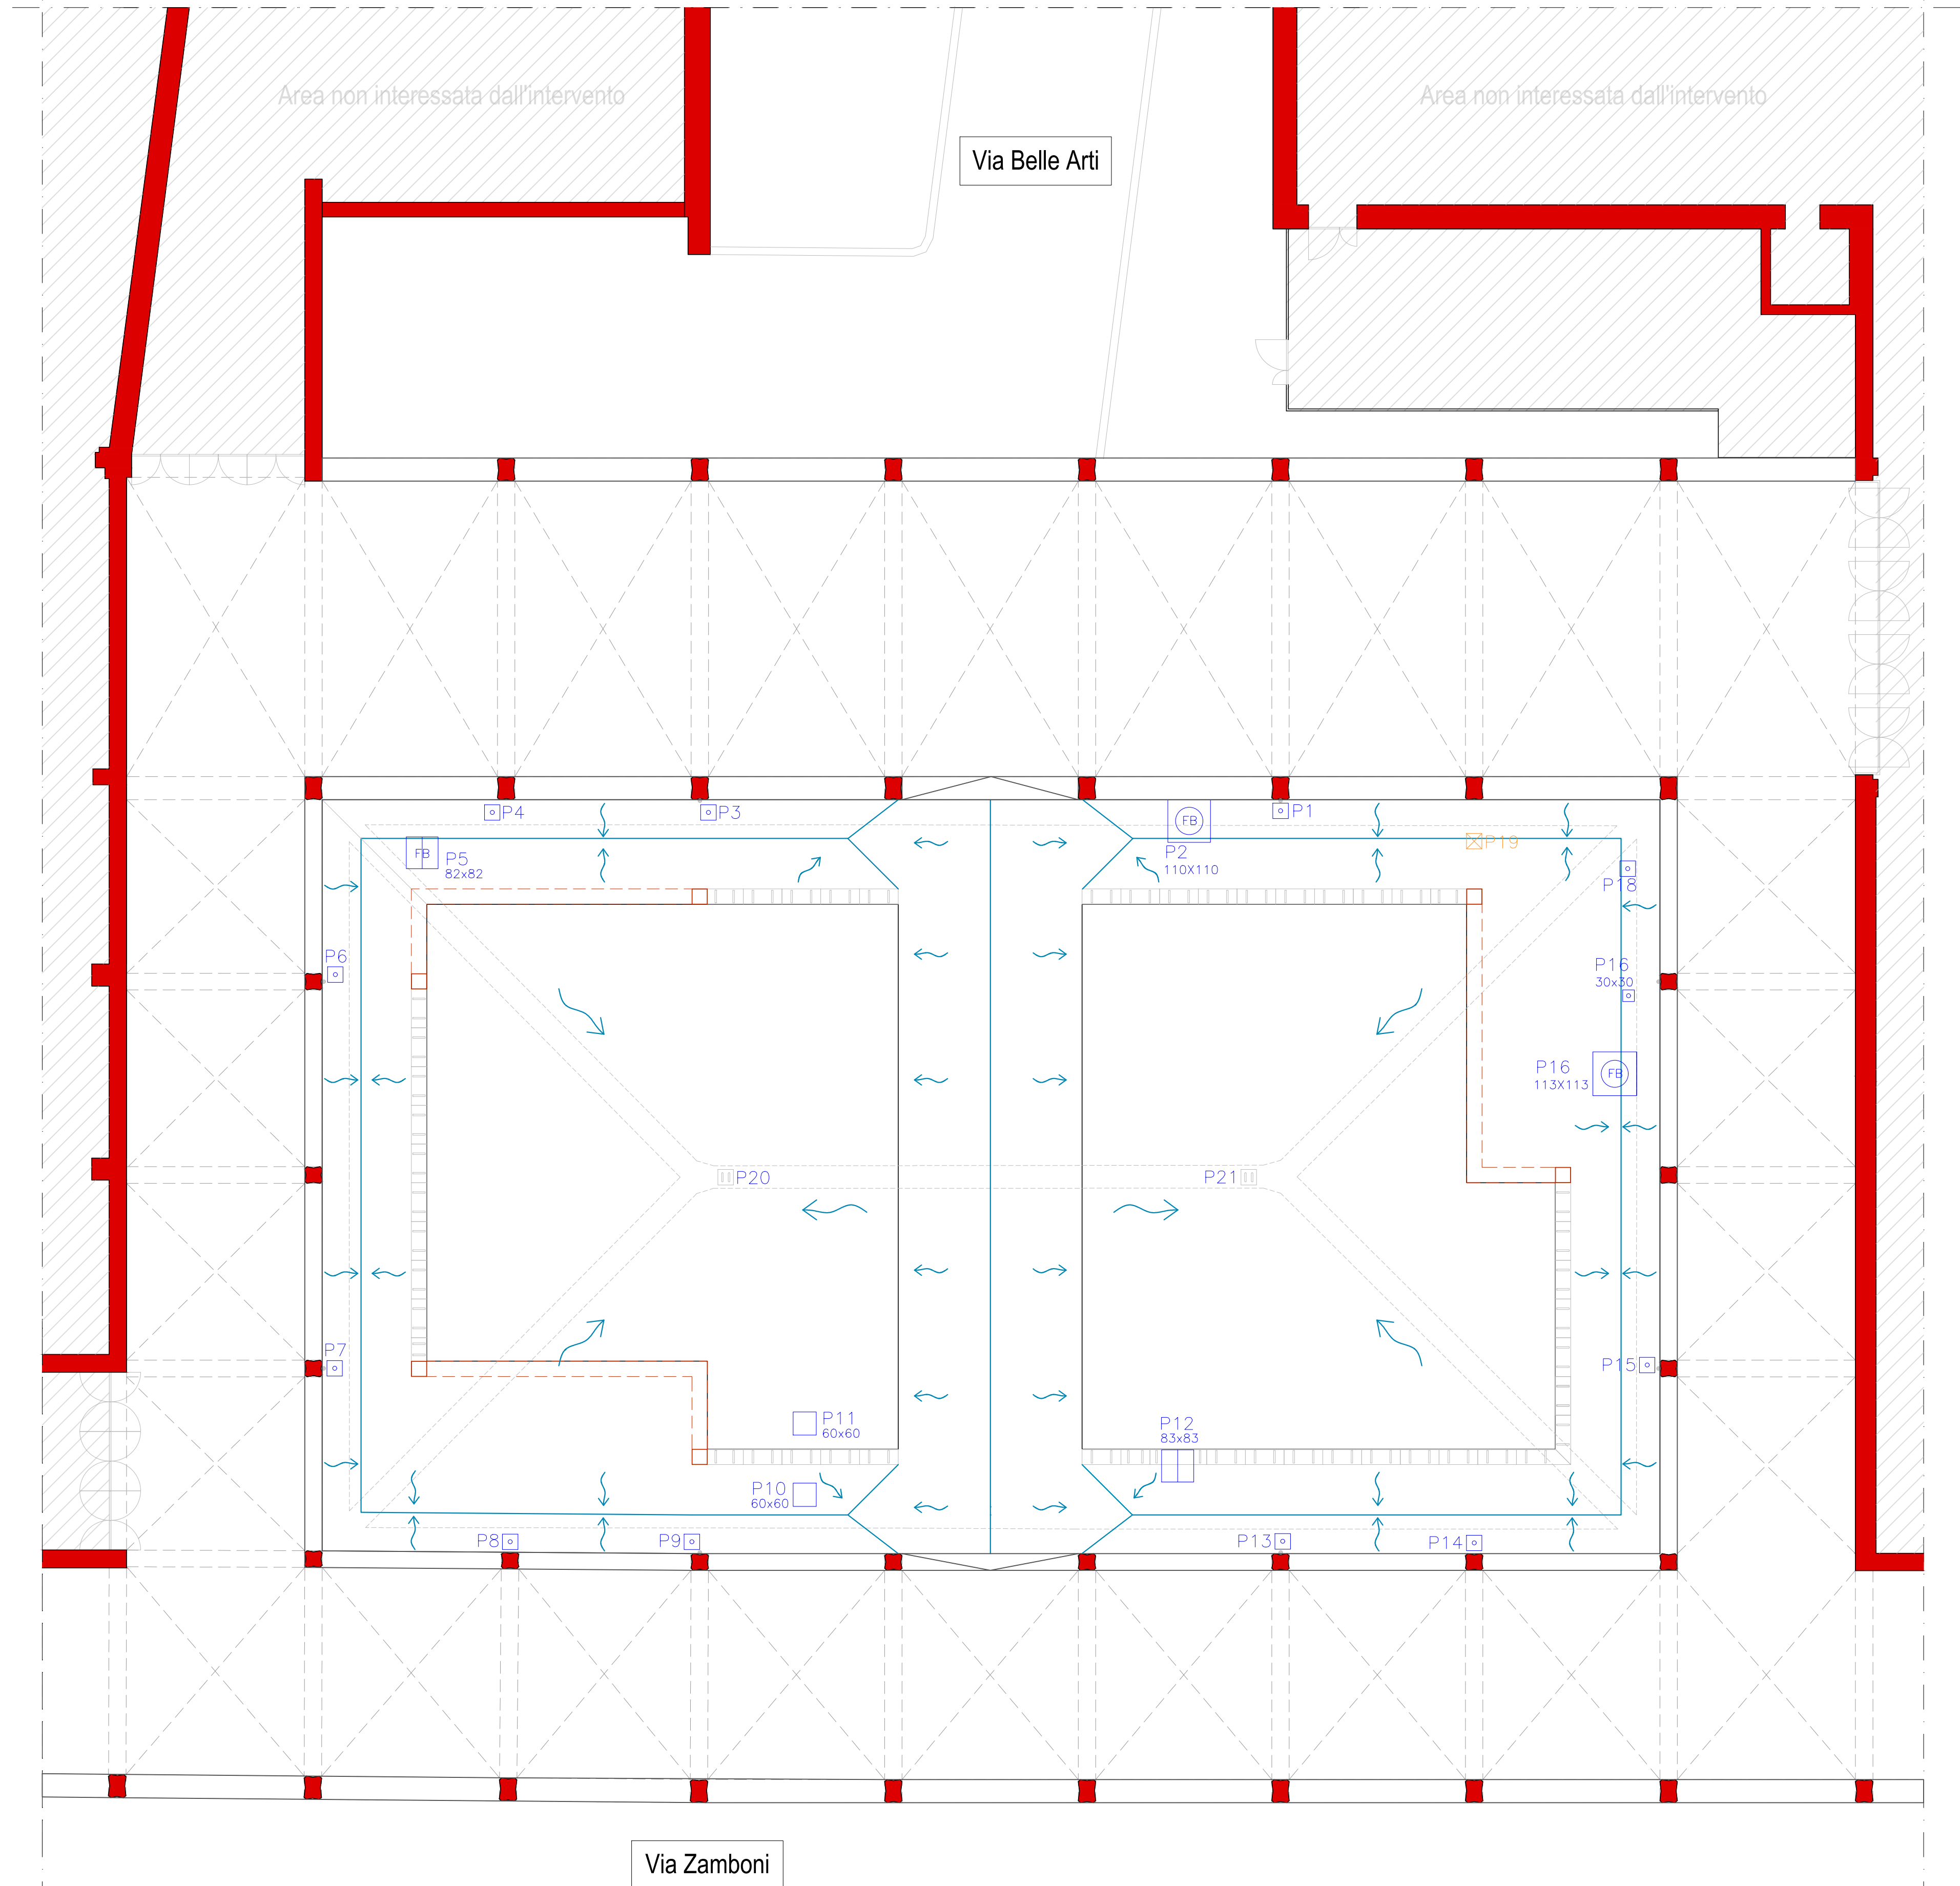 Area non interessata dall'intervento
Area non interessata dall'intervento
Via Belle Arti
P4
P3
FB
P1
P19
FB
P5
82x82
P2
110X110
P18
P6
P16
30x30
P16
113X113
FB
P20
P21
P7
P15
P11
60x60
P12
83x83
P10
60x60
P8
P9
P13
P14
Via Zamboni